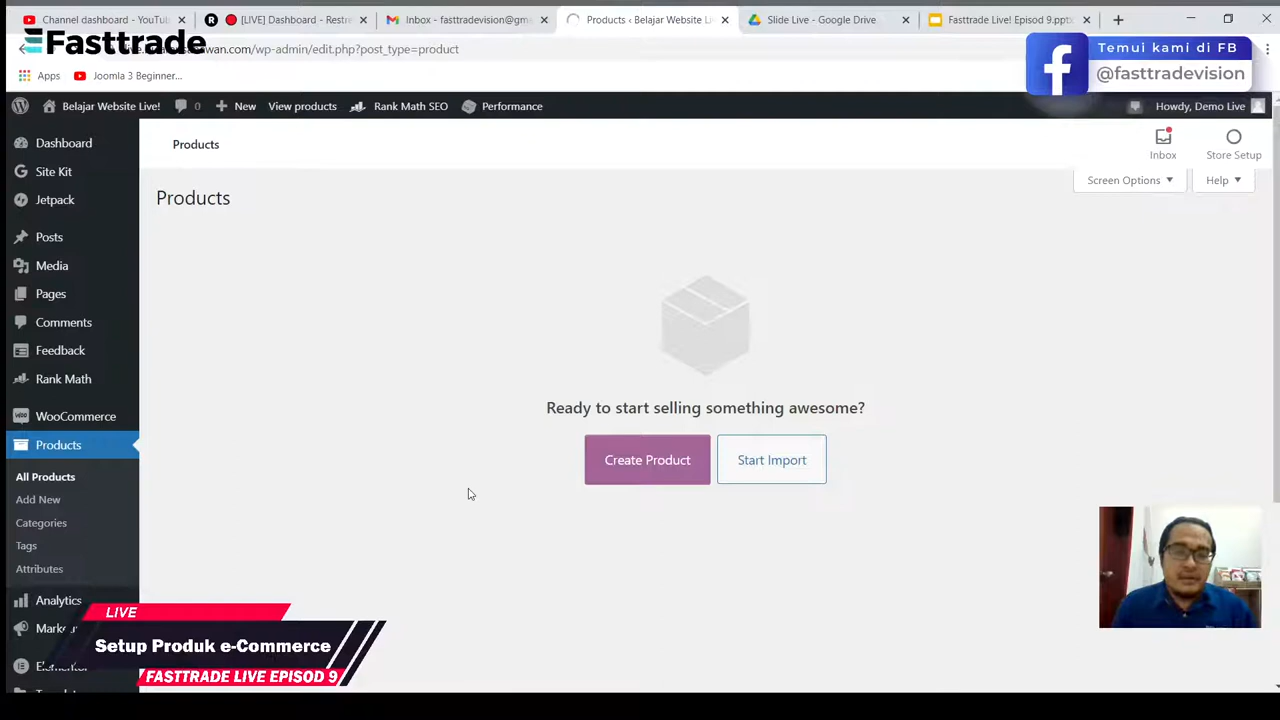 Channel dashboard - YouTu
[LIVE] Dashboard - Restre
Inbox - fasttradevision@gm
Products ‹ Belajar Website Li
Slide Live - Google Drive
Fasttrade Live! Episod 9.pptx
Fasttrade
wan.com/wp-admin/edit.php?post_type=product
Temui kami di FB
@fasttradevision
Apps
Joomla 3 Beginner...
Belajar Website Live!
0
New
View products
Rank Math SEO
Performance
Howdy, Demo Live
Products
Inbox
Store Setup
Screen Options
Help
Products
Dashboard
Site Kit
Jetpack
Posts
Media
Pages
Comments
Feedback
Rank Math
WooCommerce
Products
All Products
Add New
Categories
Tags
Attributes
Analytics
Ready to start selling something awesome?
Create Product
Start Import
LIVE
Setup Produk e-Commerce
FASTTRADE LIVE EPISOD 9